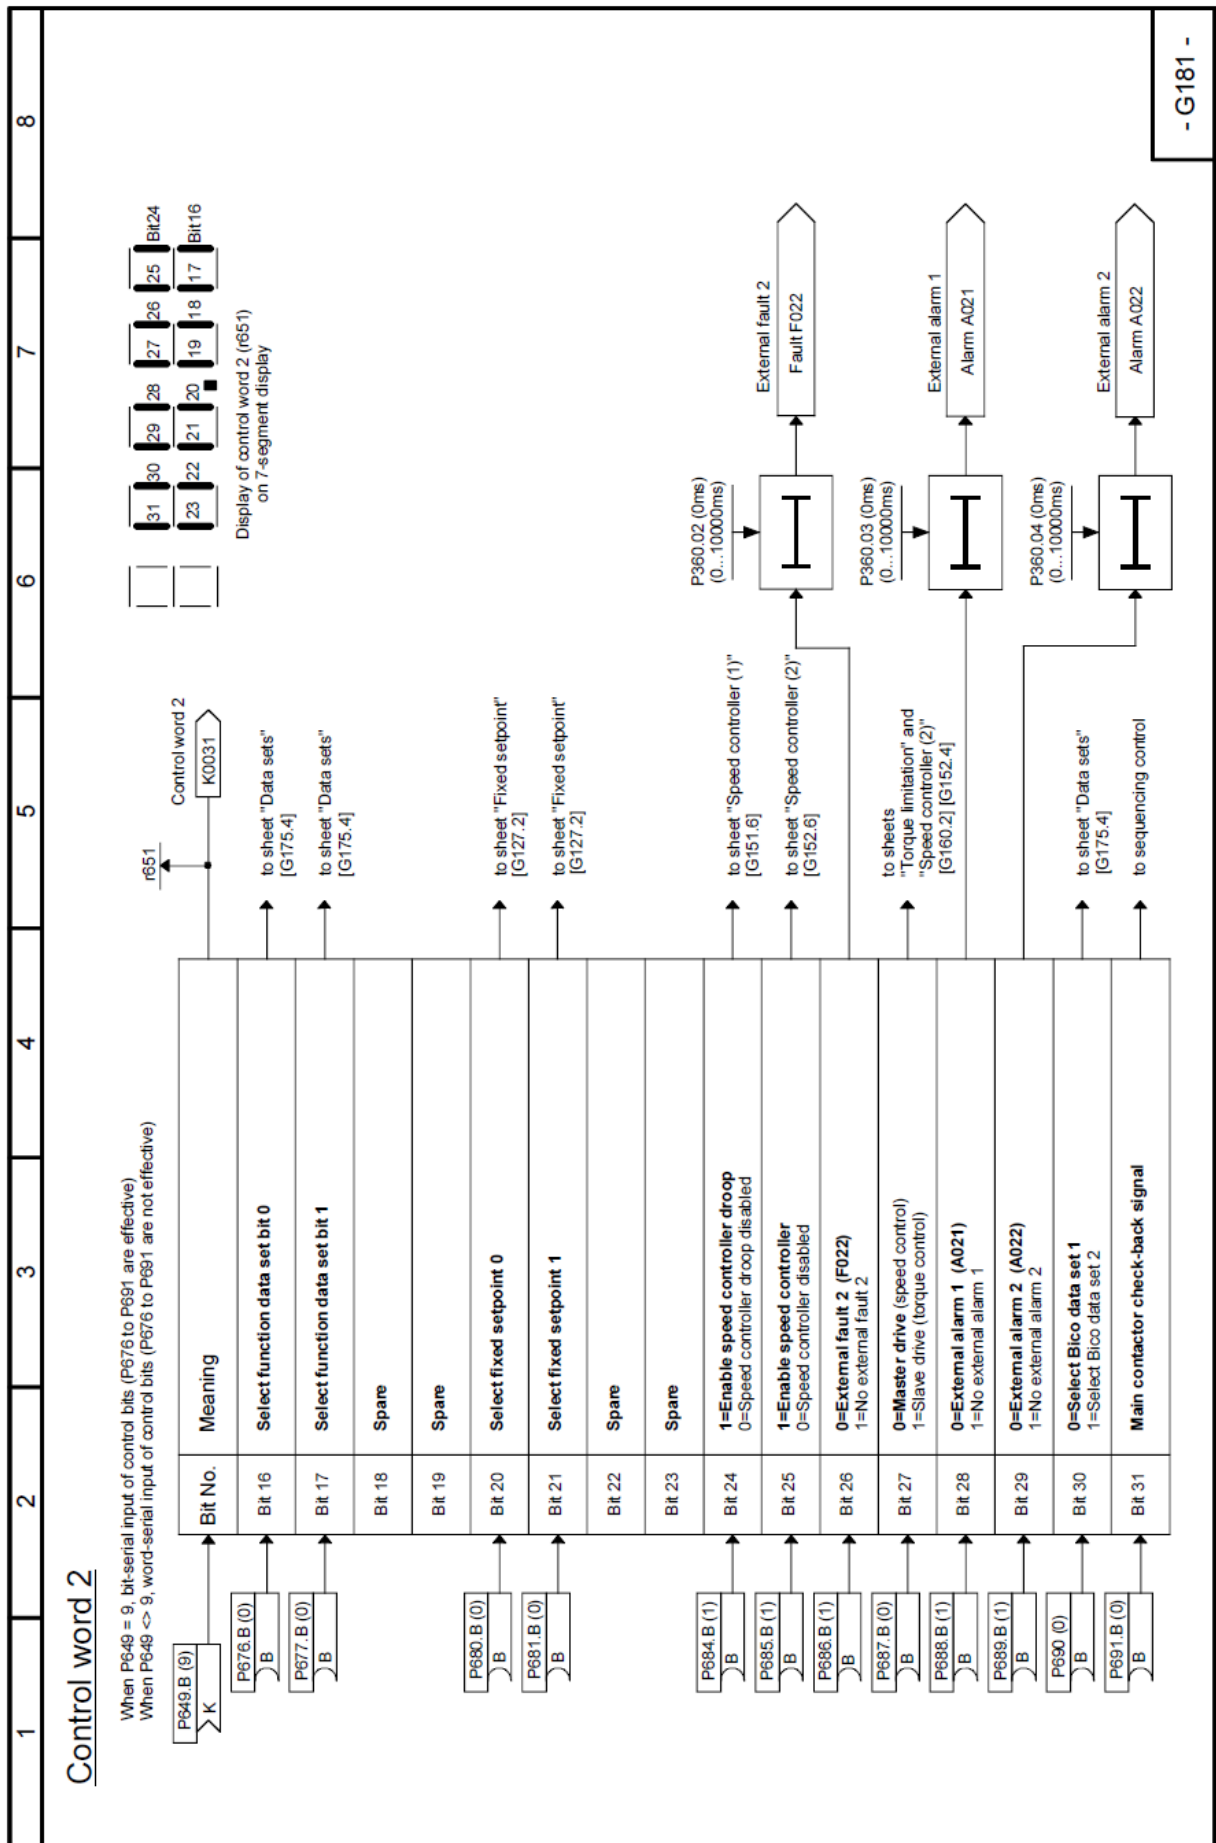 1 2 3 4 5 6 7 8
Control word 2
When P649 = 9, bit-serial input of control bits (P676 to P691 are effective)
When P649 <> 9, word-serial input of control bits (P676 to P691 are not effective)
31 30 29 28 27 26 25 Bit24
23 22 21 20 19 18 17 Bit16
Display of control word 2 (r651)
on 7-segment display
r651
Control word 2
K0031
P649.B (9)
K
Bit No. Meaning
P676.B (0)
B
Bit 16 Select function data set bit 0
to sheet "Data sets"
[G175.4]
P677.B (0)
B
Bit 17 Select function data set bit 1
to sheet "Data sets"
[G175.4]
Bit 18 Spare
Bit 19 Spare
P680.B (0)
B
Bit 20 Select fixed setpoint 0
to sheet "Fixed setpoint"
[G127.2]
P681.B (0)
B
Bit 21 Select fixed setpoint 1
to sheet "Fixed setpoint"
[G127.2]
Bit 22 Spare
Bit 23 Spare
P684.B (1)
B
Bit 24
1=Enable speed controller droop
0=Speed controller droop disabled
to sheet "Speed controller (1)"
[G151.6]
P685.B (1)
B
Bit 25
1=Enable speed controller
0=Speed controller disabled
to sheet "Speed controller (2)"
[G152.6]
P686.B (1)
B
Bit 26
0=External fault 2 (F022)
1=No external fault 2
P360.02 (0ms)
(0...10000ms)
External fault 2
Fault F022
P687.B (0)
B
Bit 27
0=Master drive (speed control)
1=Slave drive (torque control)
to sheets
"Torque limitation" and
"Speed controller (2)"
[G160.2] [G152.4]
P688.B (1)
B
Bit 28
0=External alarm 1 (A021)
1=No external alarm 1
P360.03 (0ms)
(0...10000ms)
External alarm 1
Alarm A021
P689.B (1)
B
Bit 29
0=External alarm 2 (A022)
1=No external alarm 2
P360.04 (0ms)
(0...10000ms)
External alarm 2
Alarm A022
P690 (0)
B
Bit 30
0=Select Bico data set 1
1=Select Bico data set 2
to sheet "Data sets"
[G175.4]
P691.B (1)
B
Bit 31 Main contactor check-back signal
to sequencing control
- G181 -